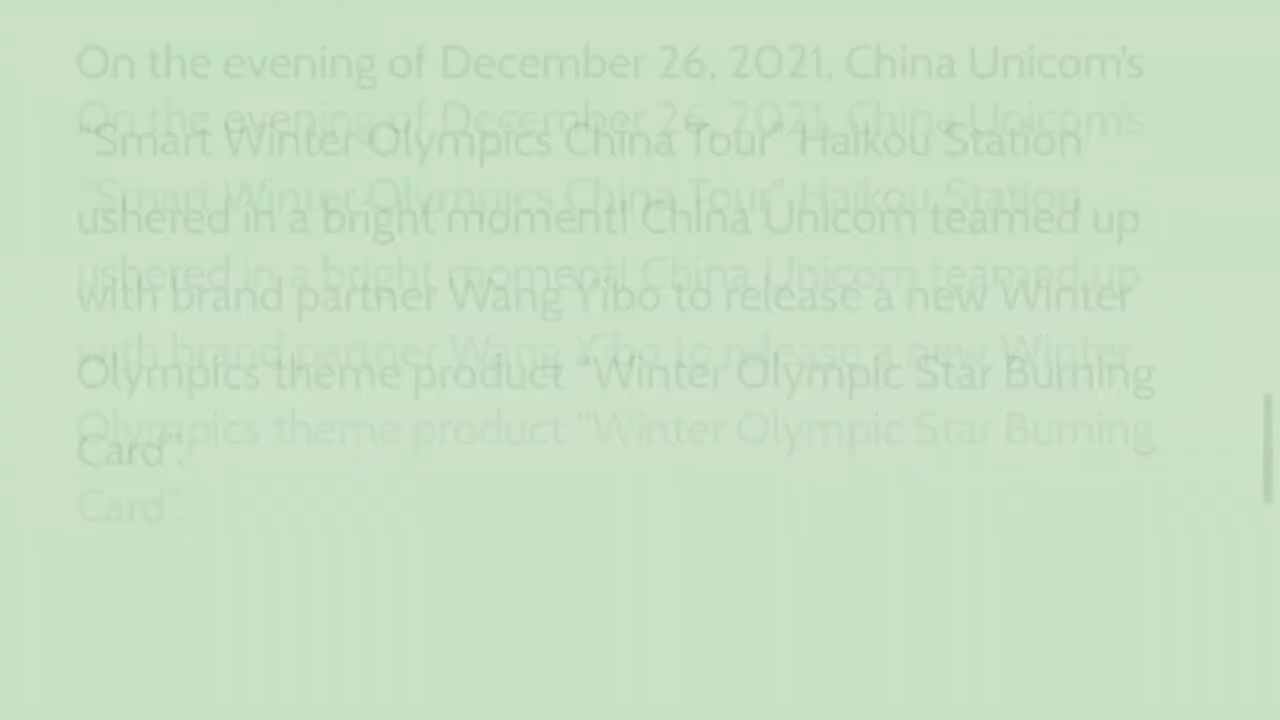 On the evening of December 26, 2021, China Unicom's
"Smart Winter Olympics China Tour" Haikou Station
ushered in a bright moment! China Unicom teamed up
with brand partner Wang Yibo to release a new Winter
Olympics theme product "Winter Olympic Star Burning
Card".